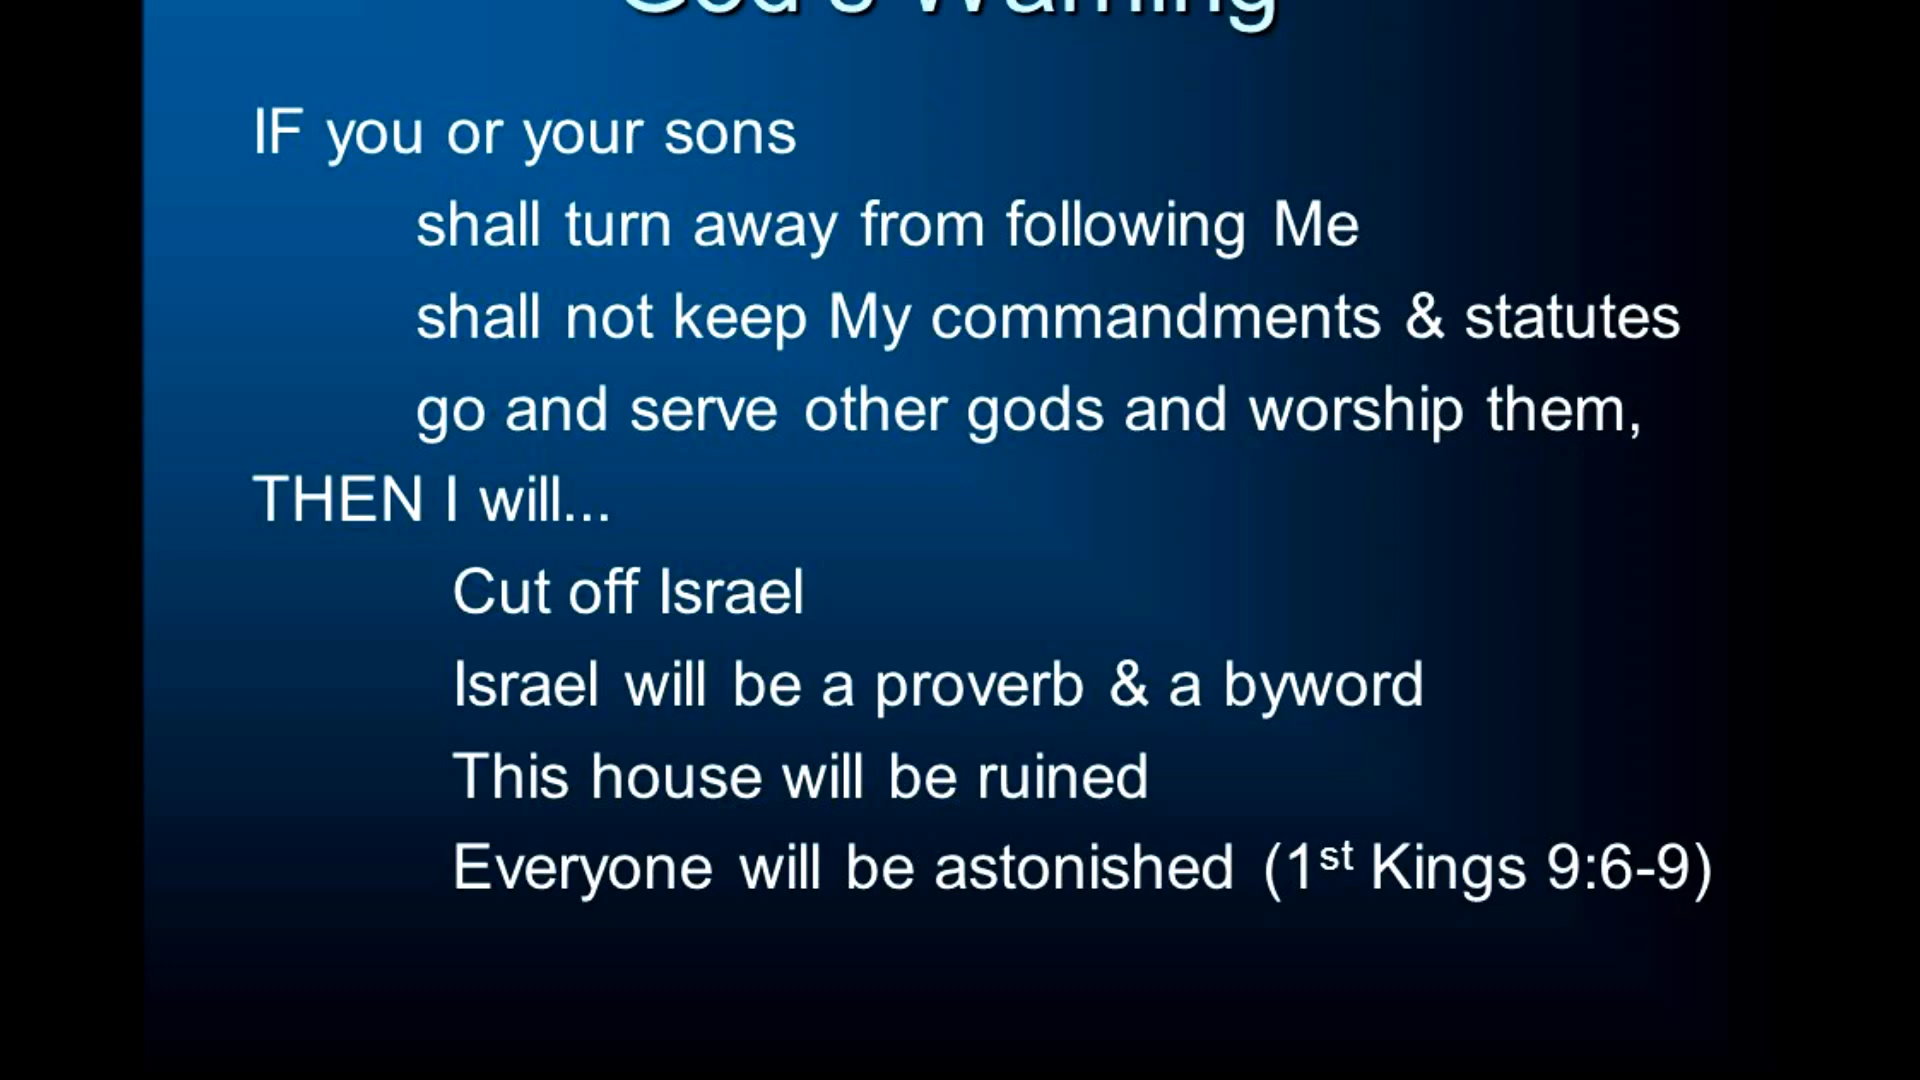 God's Warning
IF you or your sons
shall turn away from following Me
shall not keep My commandments & statutes
go and serve other gods and worship them,
THEN I will...
Cut off Israel
Israel will be a proverb & a byword
This house will be ruined
Everyone will be astonished (1st Kings 9:6-9)